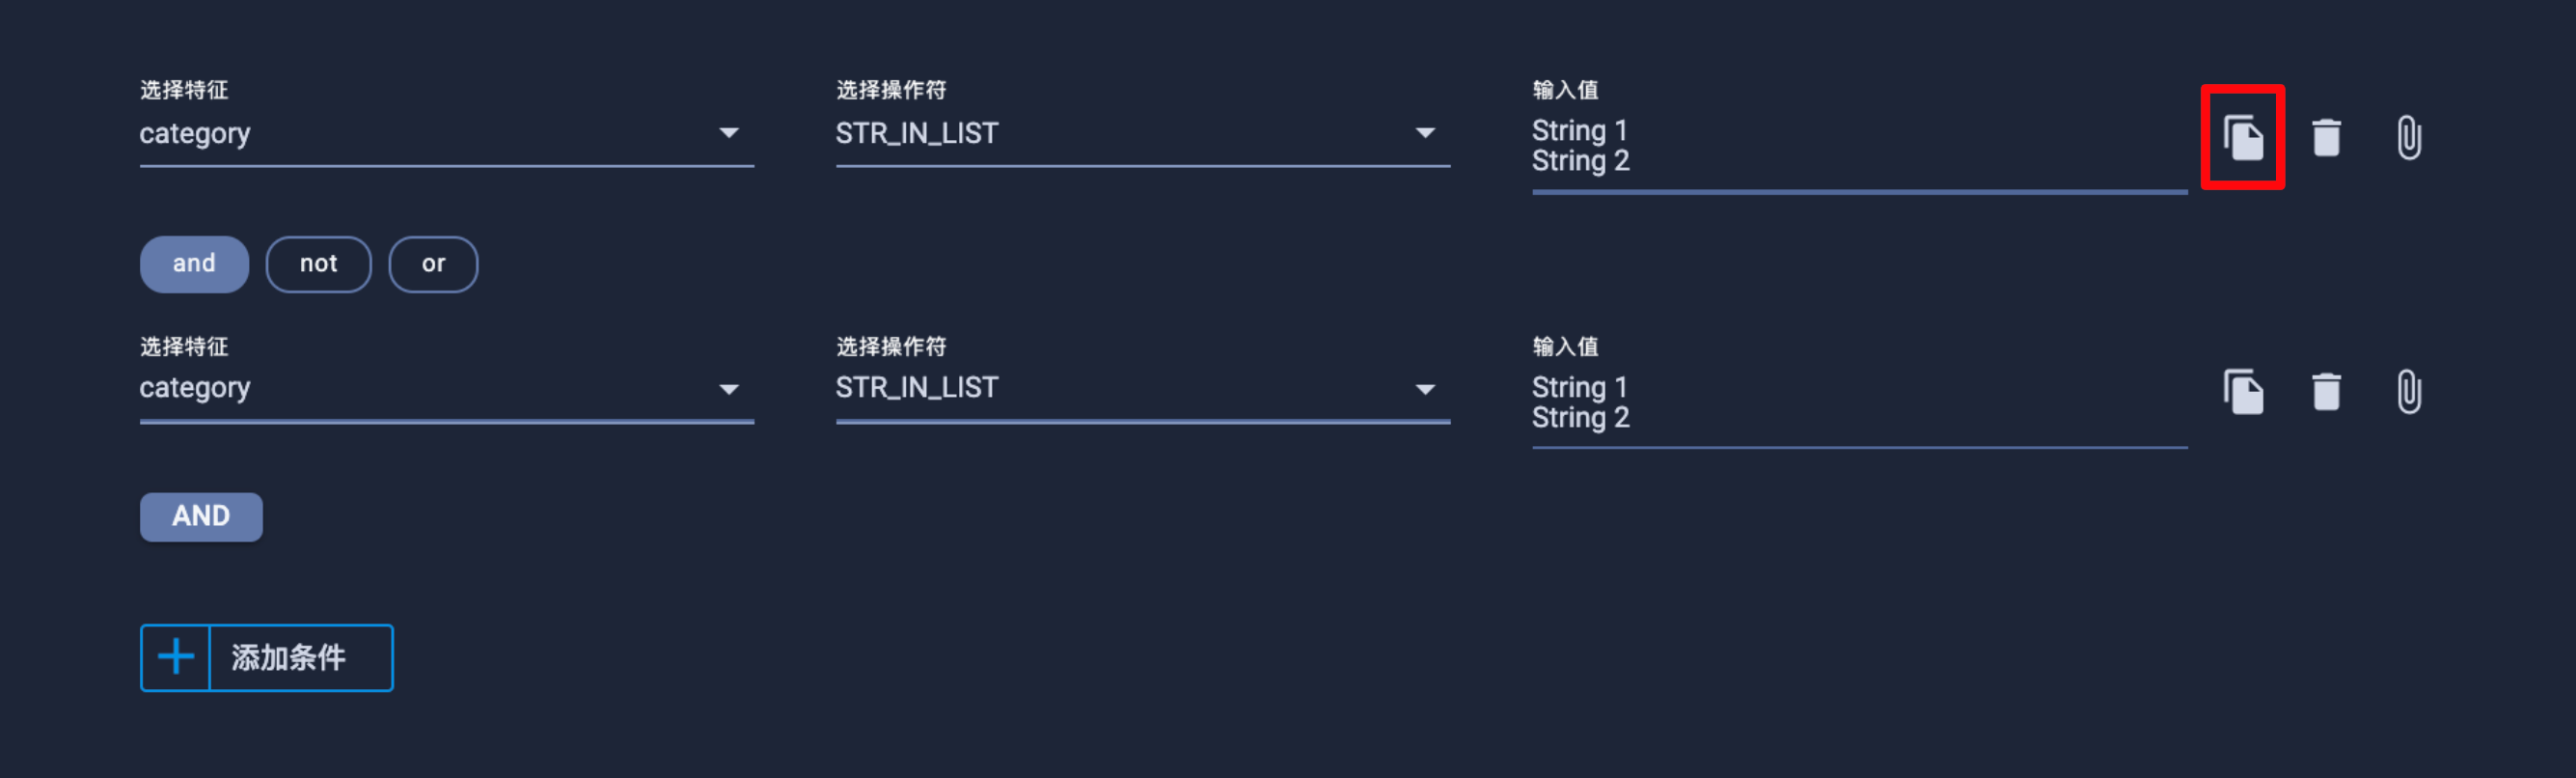 选择特征
选择操作符
输入值
category
STR_IN_LIST
String 1
String 2
and
not
or
选择特征
选择操作符
输入值
category
STR_IN_LIST
String 1
String 2
AND
添加条件